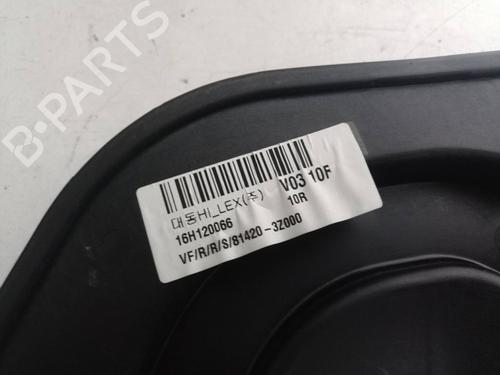 B-PARTS
V03 10F
대동HI_LEX(주)
10R
16H120066
VF/R/R/S/81420-3Z000